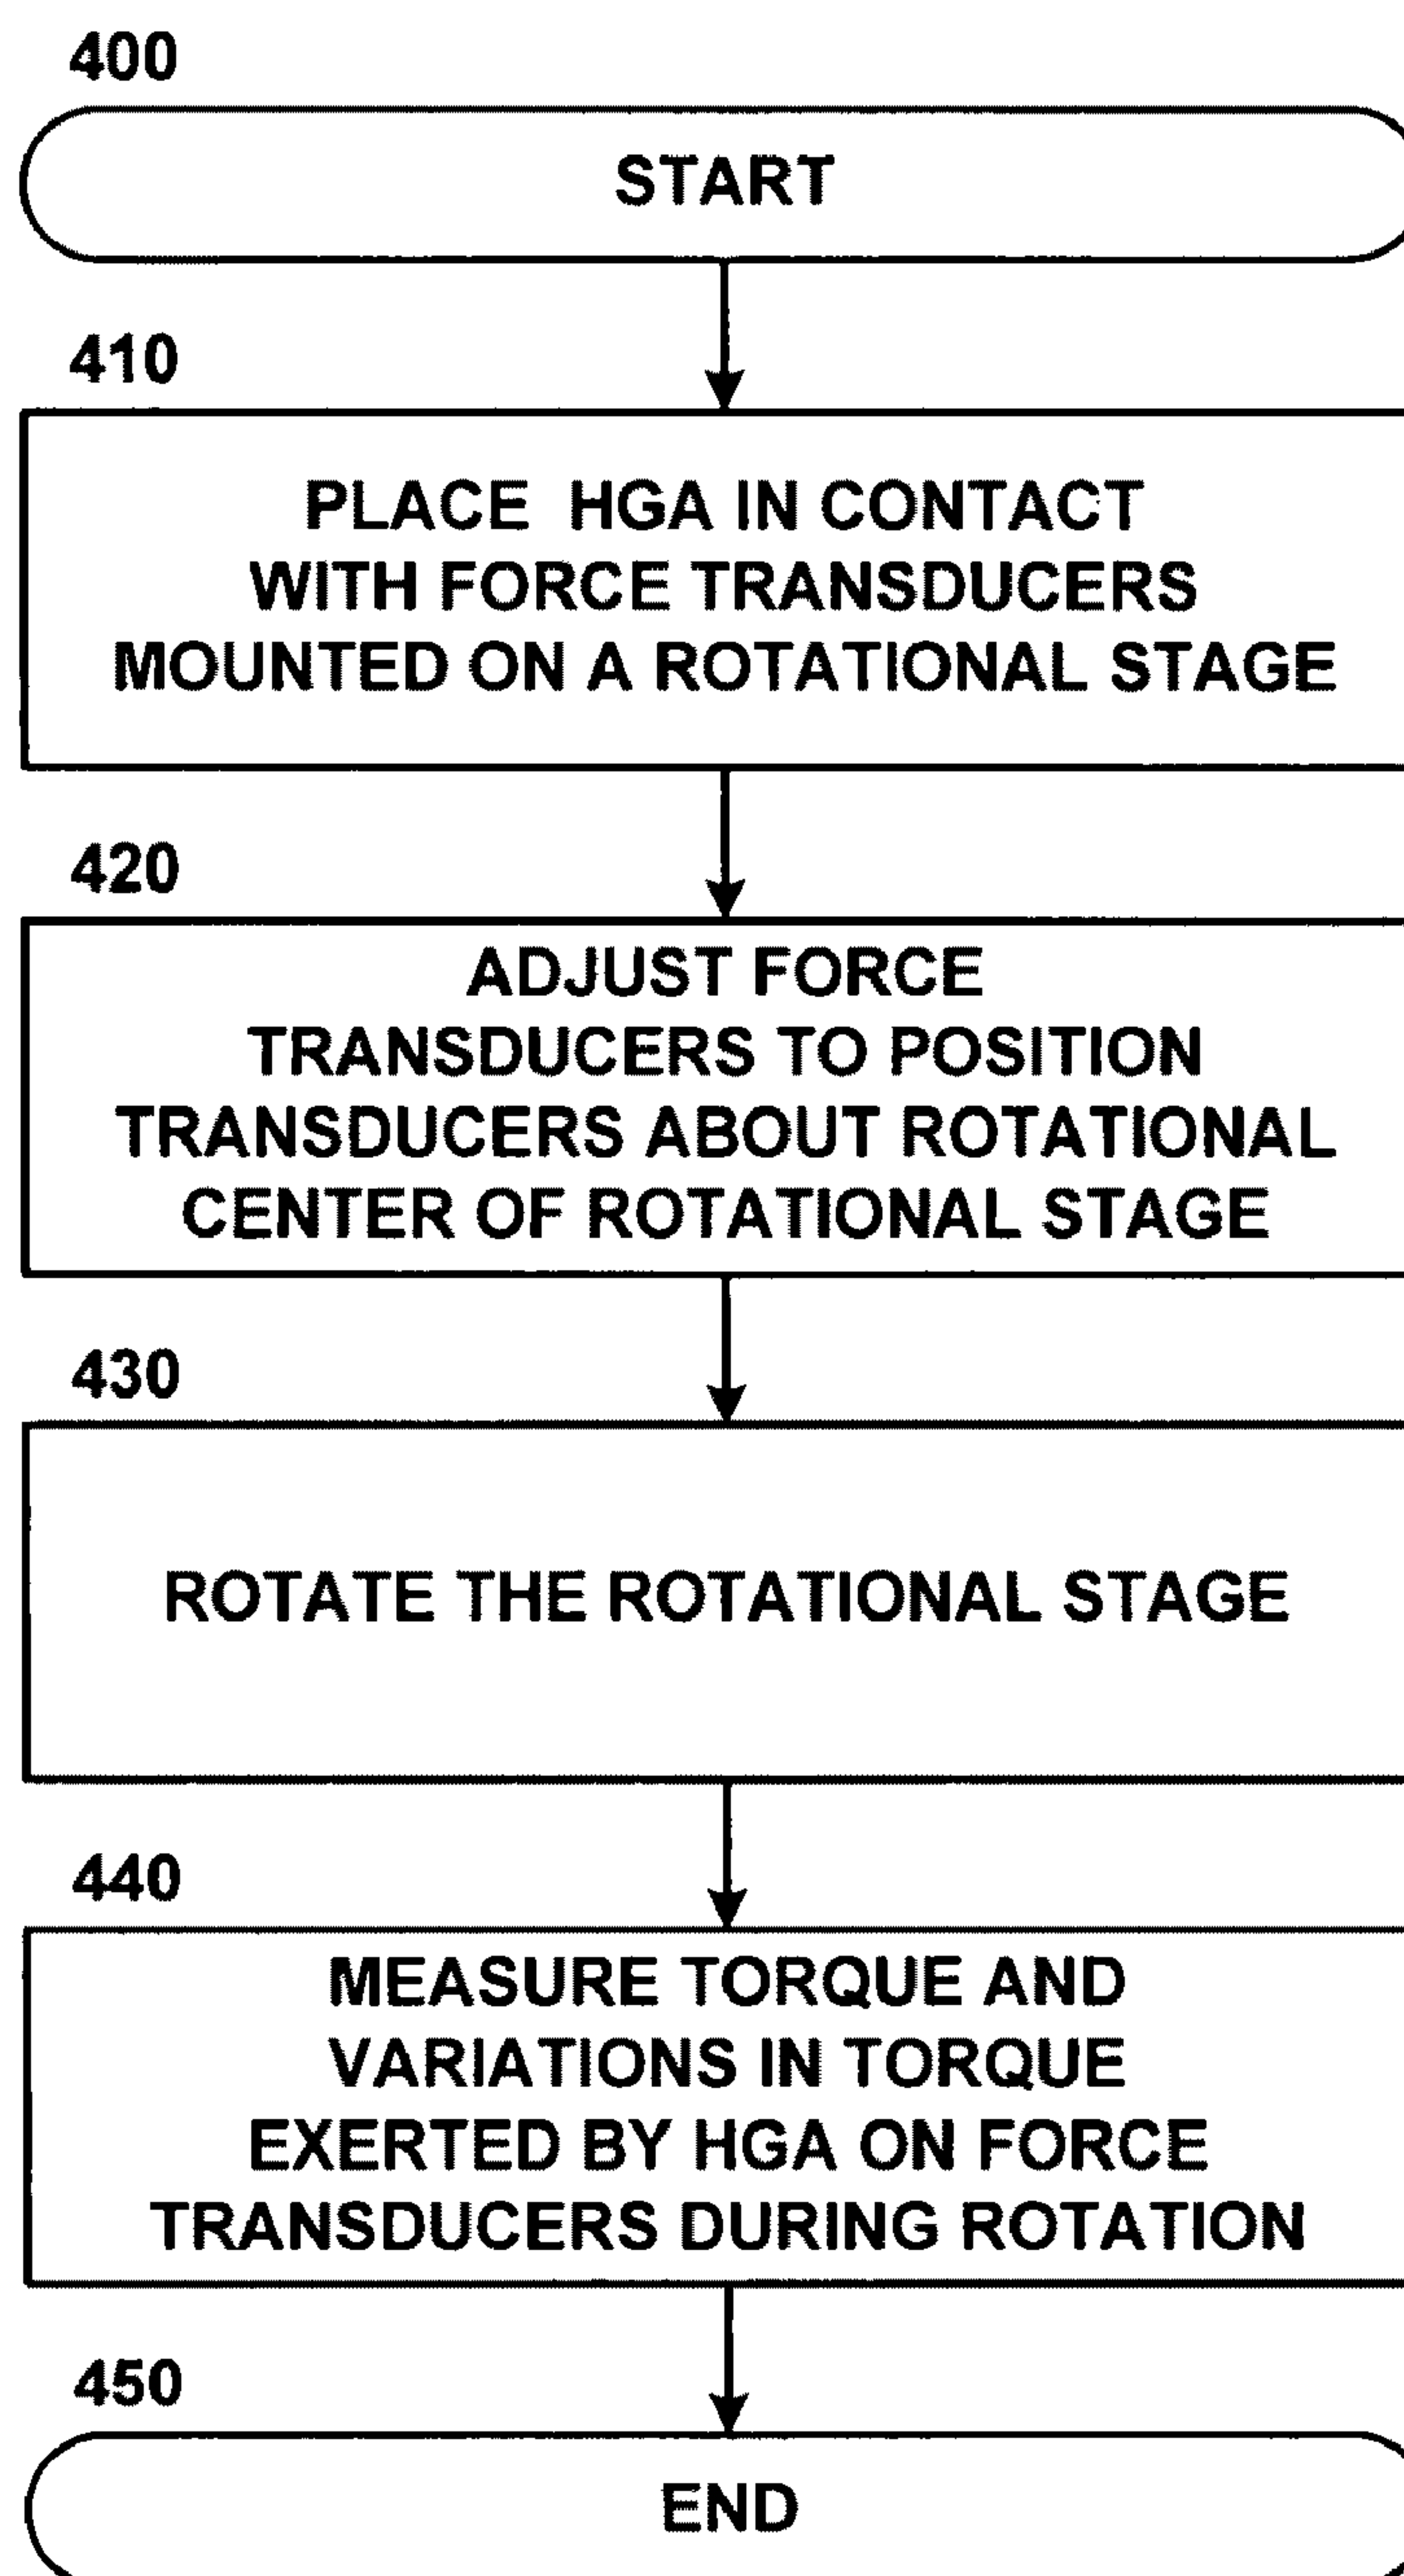 400
START
410
PLACE HGA IN CONTACT
WITH FORCE TRANSDUCERS
MOUNTED ON A ROTATIONAL STAGE
420
ADJUST FORCE
TRANSDUCERS TO POSITION
TRANSDUCERS ABOUT ROTATIONAL
CENTER OF ROTATIONAL STAGE
430
ROTATE THE ROTATIONAL STAGE
440
MEASURE TORQUE AND
VARIATIONS IN TORQUE
EXERTED BY HGA ON FORCE
TRANSDUCERS DURING ROTATION
450
END